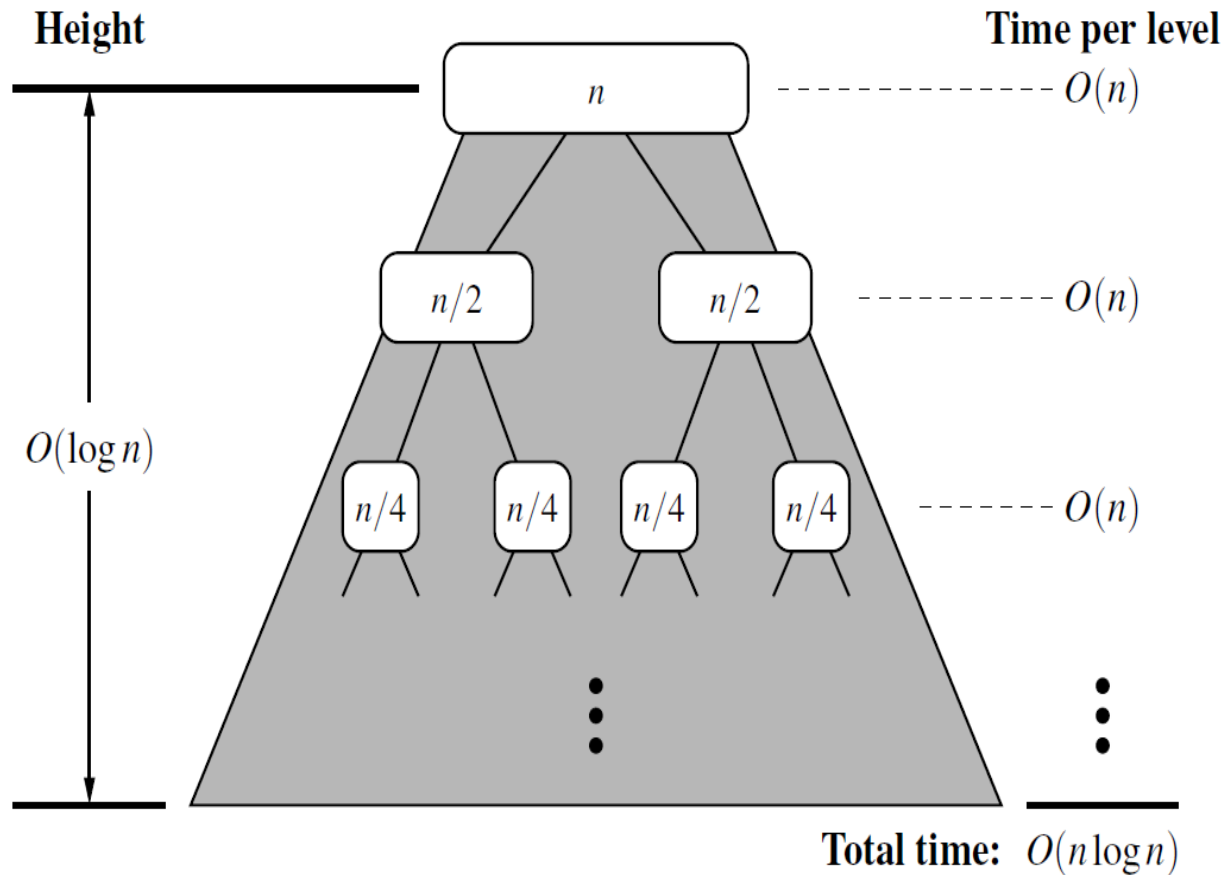 Height Time per level
n O(n)
n/2 n/2 O(n)
O(log n)
n/4 n/4 n/4 n/4 O(n)
Total time: O(n log n)